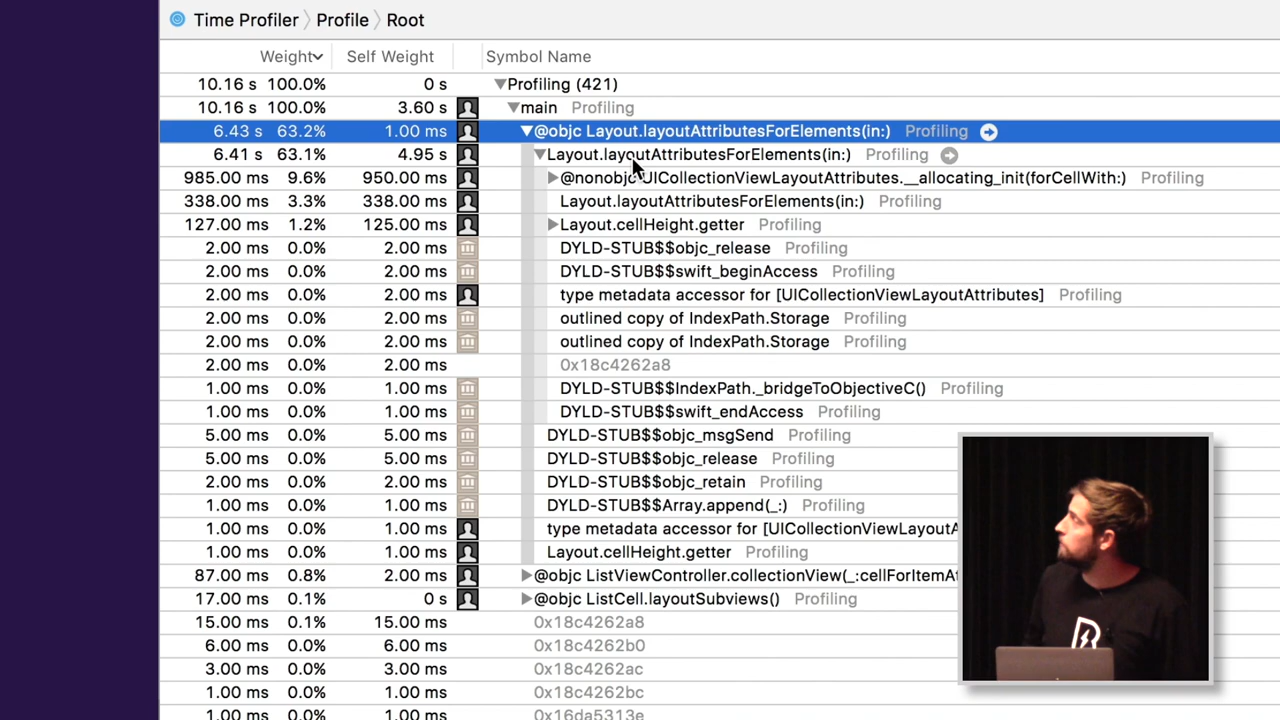 Time Profiler Profile Root
Weight Self Weight Symbol Name
10.16 s 100.0% 0 s Profiling (421)
10.16 s 100.0% 3.60 s main Profiling
6.43 s 63.2% 1.00 ms @objc Layout.layoutAttributesForElements(in:) Profiling
6.41 s 63.1% 4.95 s Layout.layoutAttributesForElements(in:) Profiling
985.00 ms 9.6% 950.00 ms @nonobjc UICollectionViewLayoutAttributes.__allocating_init(forCellWith:) Profiling
338.00 ms 3.3% 338.00 ms Layout.layoutAttributesForElements(in:) Profiling
127.00 ms 1.2% 125.00 ms Layout.cellHeight.getter Profiling
2.00 ms 0.0% 2.00 ms DYLD-STUB$$objc_release Profiling
2.00 ms 0.0% 2.00 ms DYLD-STUB$$swift_beginAccess Profiling
2.00 ms 0.0% 2.00 ms type metadata accessor for [UICollectionViewLayoutAttributes] Profiling
2.00 ms 0.0% 2.00 ms outlined copy of IndexPath.Storage Profiling
2.00 ms 0.0% 2.00 ms outlined copy of IndexPath.Storage Profiling
2.00 ms 0.0% 2.00 ms 0x18c4262a8
1.00 ms 0.0% 1.00 ms DYLD-STUB$$IndexPath._bridgeToObjectiveC() Profiling
1.00 ms 0.0% 1.00 ms DYLD-STUB$$swift_endAccess Profiling
5.00 ms 0.0% 5.00 ms DYLD-STUB$$objc_msgSend Profiling
5.00 ms 0.0% 5.00 ms DYLD-STUB$$objc_release Profiling
2.00 ms 0.0% 2.00 ms DYLD-STUB$$objc_retain Profiling
1.00 ms 0.0% 1.00 ms DYLD-STUB$$Array.append(_:) Profiling
1.00 ms 0.0% 1.00 ms type metadata accessor for [UICollectionViewLayoutA
1.00 ms 0.0% 1.00 ms Layout.cellHeight.getter Profiling
87.00 ms 0.8% 2.00 ms @objc ListViewController.collectionView(_:cellForItemAt
17.00 ms 0.1% 0 s @objc ListCell.layoutSubviews() Profiling
15.00 ms 0.1% 15.00 ms 0x18c4262a8
6.00 ms 0.0% 6.00 ms 0x18c4262b0
3.00 ms 0.0% 3.00 ms 0x18c4262ac
1.00 ms 0.0% 1.00 ms 0x18c4262bc
1.00 ms 0.0% 1.00 ms 0x16da5313e